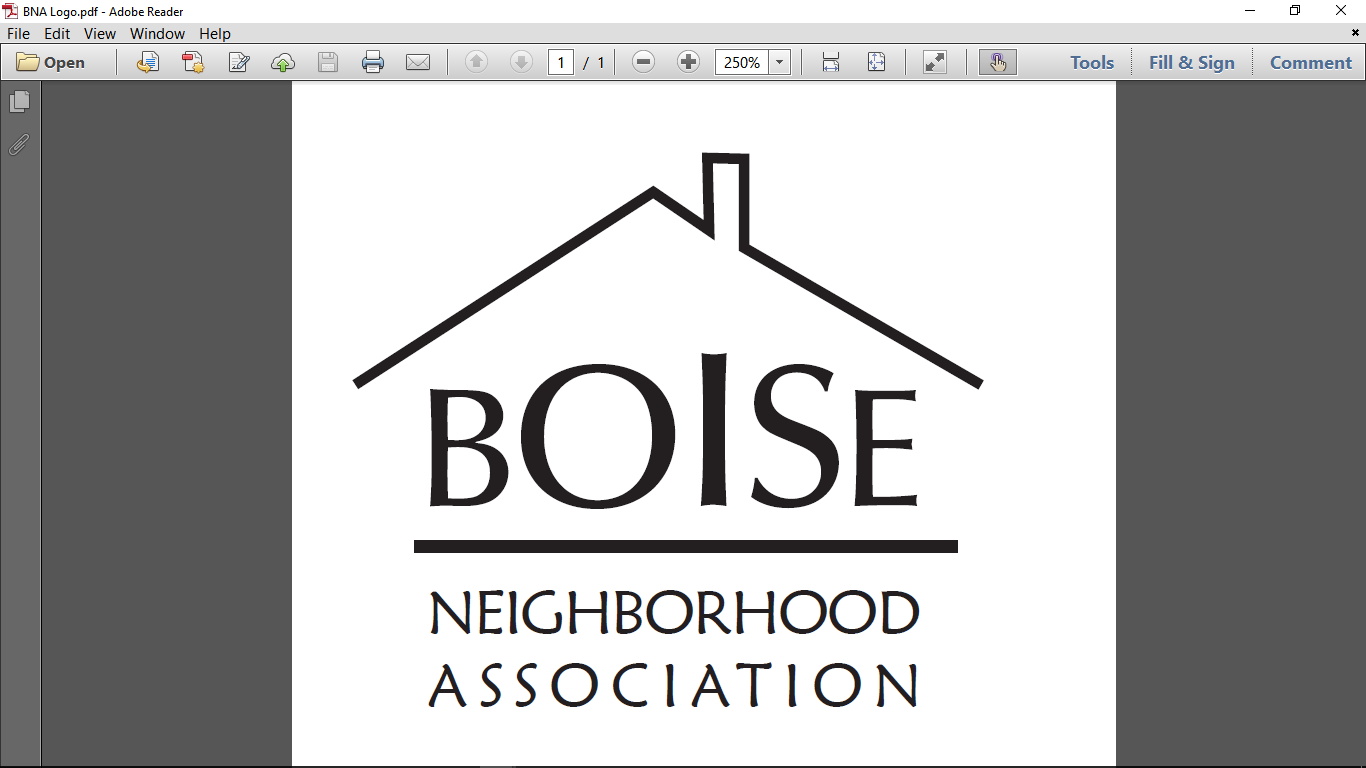 BNA Logo.pdf - Adobe Reader
File Edit View Window Help
Open 1 / 1 250% Tools Fill & Sign Comment
BOISE
NEIGHBORHOOD
ASSOCIATION